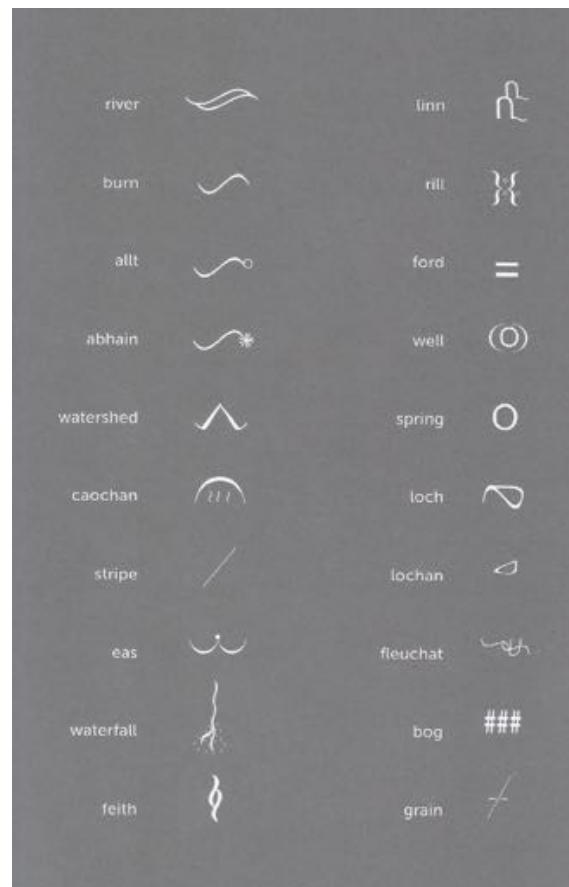 river
burn
allt
abhain
watershed
caochan
stripe
eas
waterfall
feith
linn
rill
ford
well
spring
loch
lochan
fleuchat
bog
grain